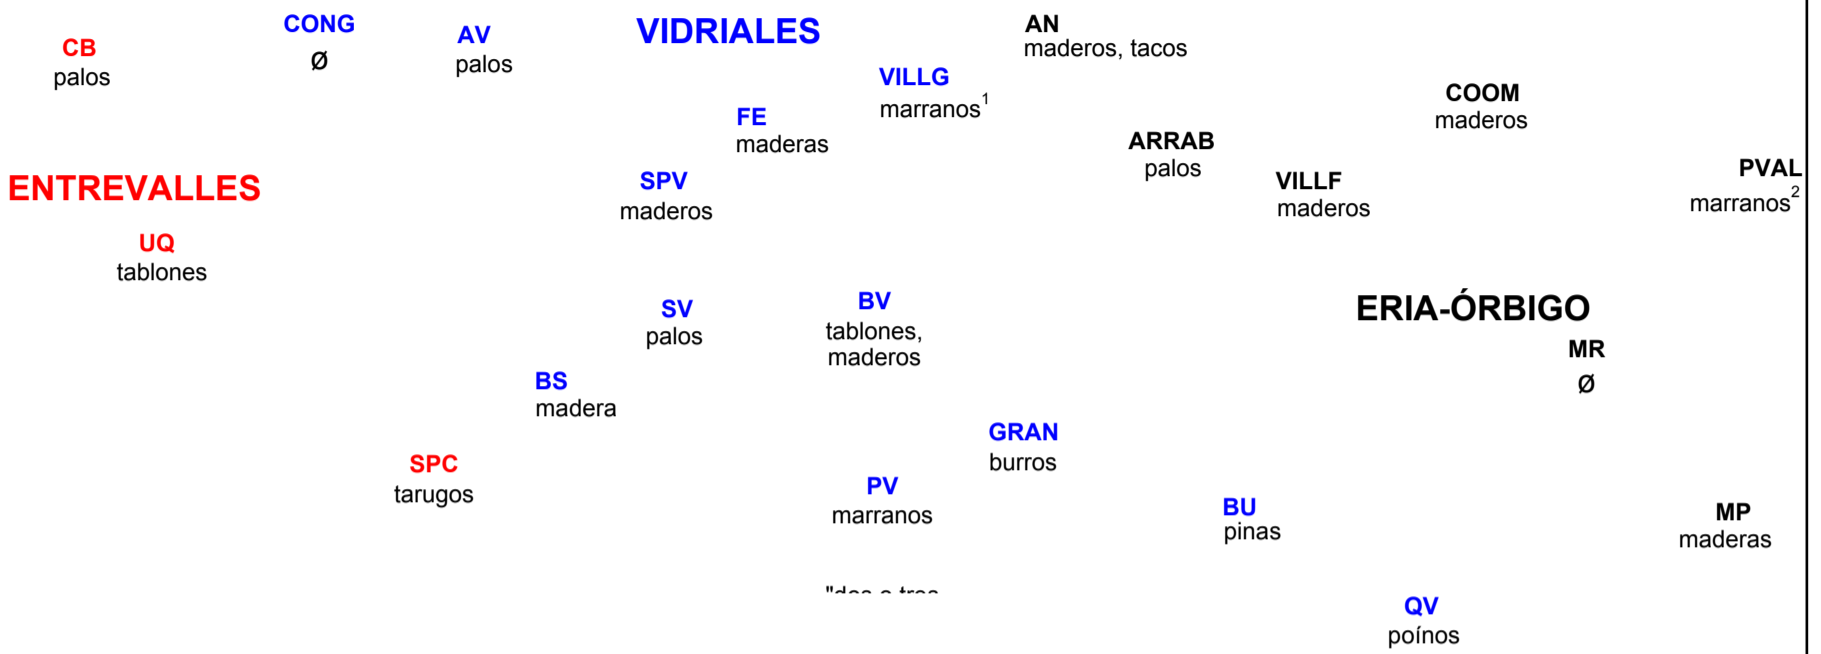 CONG
Ø
CB
palos
AV
palos
VIDRIALES
AN
maderos, tacos
VILLG
marranos1
FE
maderas
COOM
maderos
ARRAB
palos
PVAL
marranos2
ENTREVALLES
SPV
maderos
VILLF
maderos
UQ
tablones
SV
palos
BV
tablones,
maderos
ERIA-ÓRBIGO
MR
Ø
BS
madera
GRAN
burros
SPC
tarugos
PV
marranos
BU
pinas
MP
maderas
"dos o tres
QV
poínos